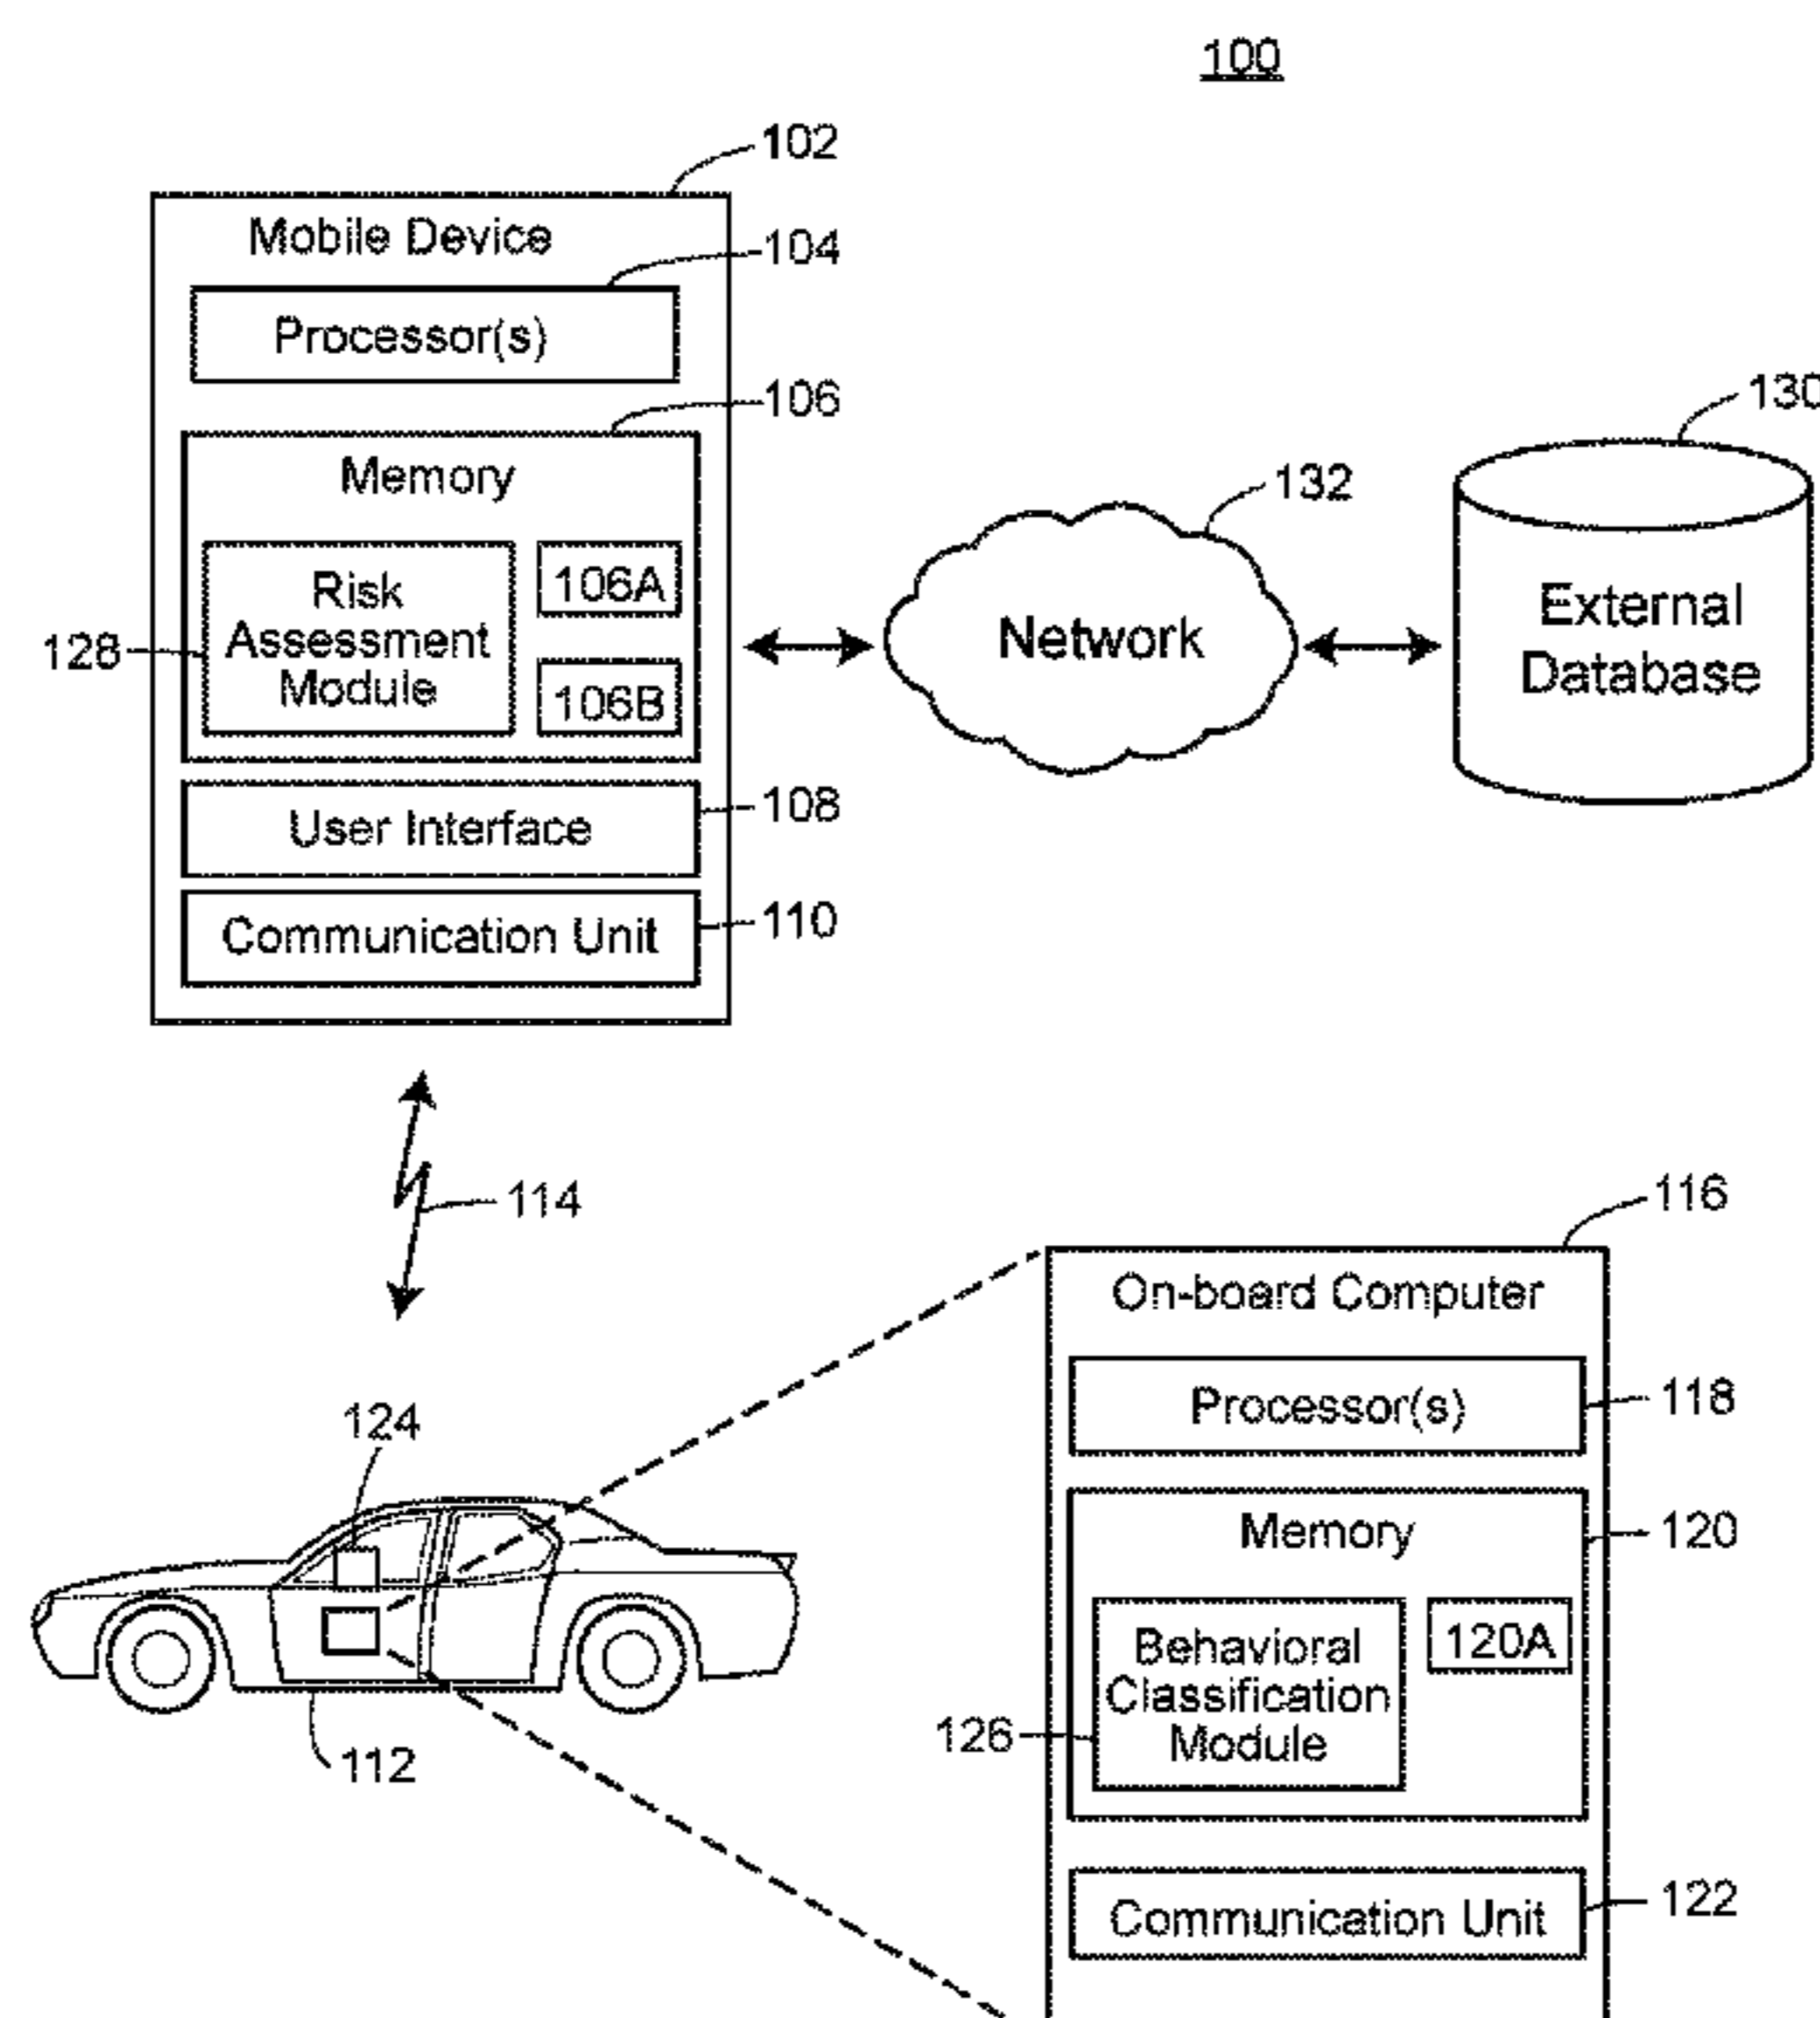 100
102
Mobile Device
104
Processor(s)
106
Memory
Risk
Assessment
Module
106A
106B
128
User Interface
108
Communication Unit
110
132
Network
130
External
Database
114
116
On-board Computer
Processor(s)
118
Memory
120
Behavioral
Classification
Module
120A
126
Communication Unit
122
124
112